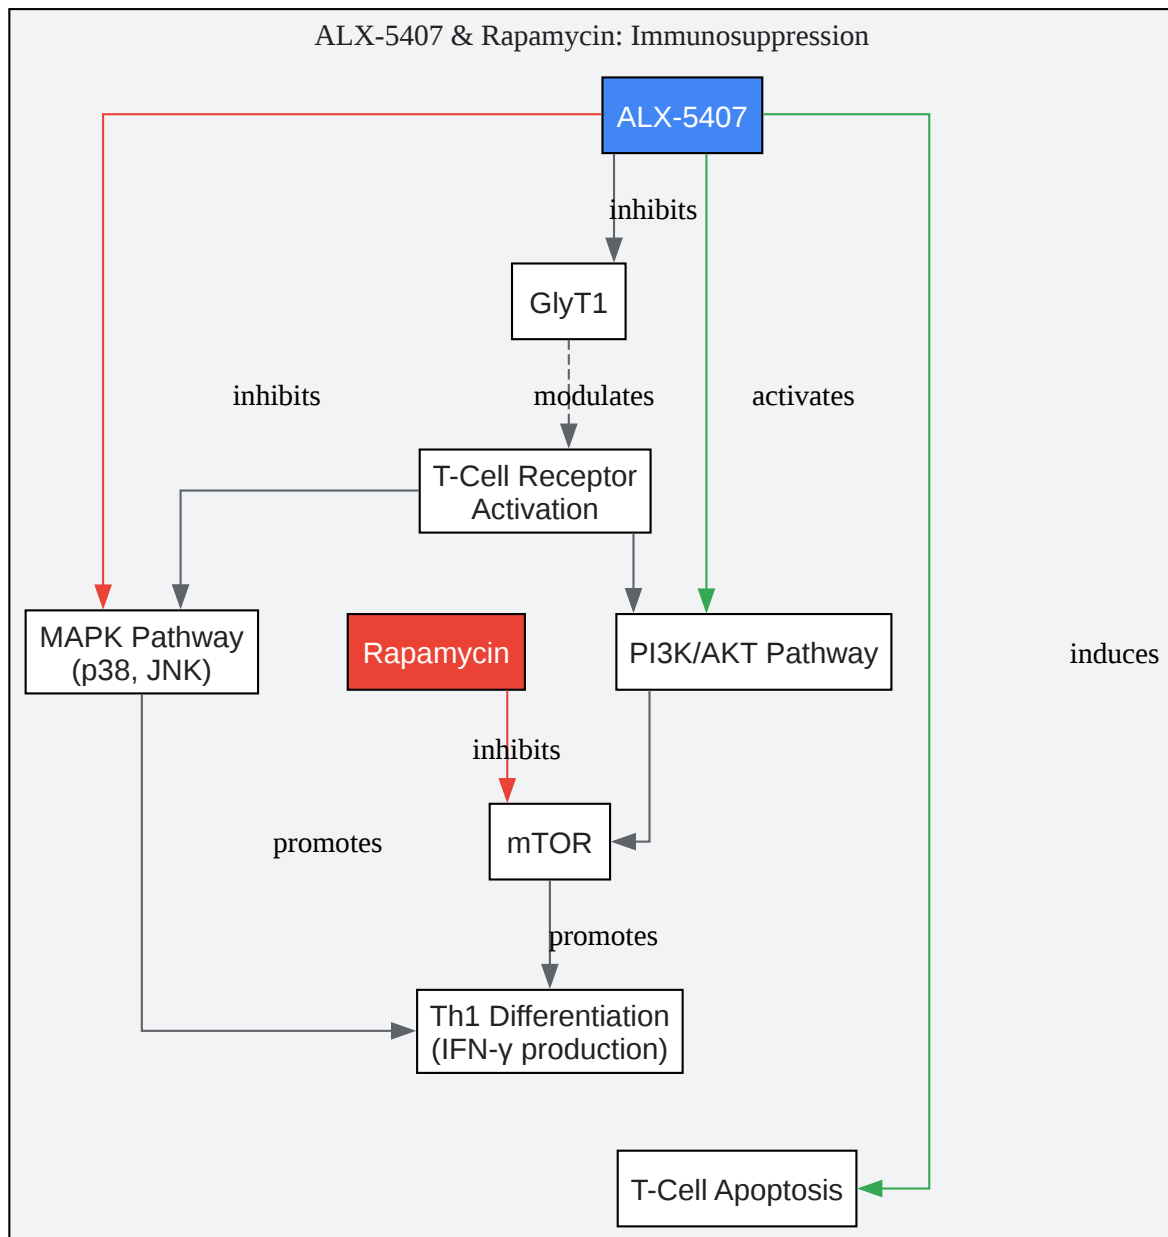 ALX-5407 & Rapamycin: Immunosuppression
ALX-5407
inhibits
GlyT1
inhibits
modulates
activates
T-Cell Receptor
Activation
MAPK Pathway
(p38, JNK)
Rapamycin
PI3K/AKT Pathway
induces
inhibits
promotes
mTOR
promotes
Th1 Differentiation
(IFN-γ production)
T-Cell Apoptosis